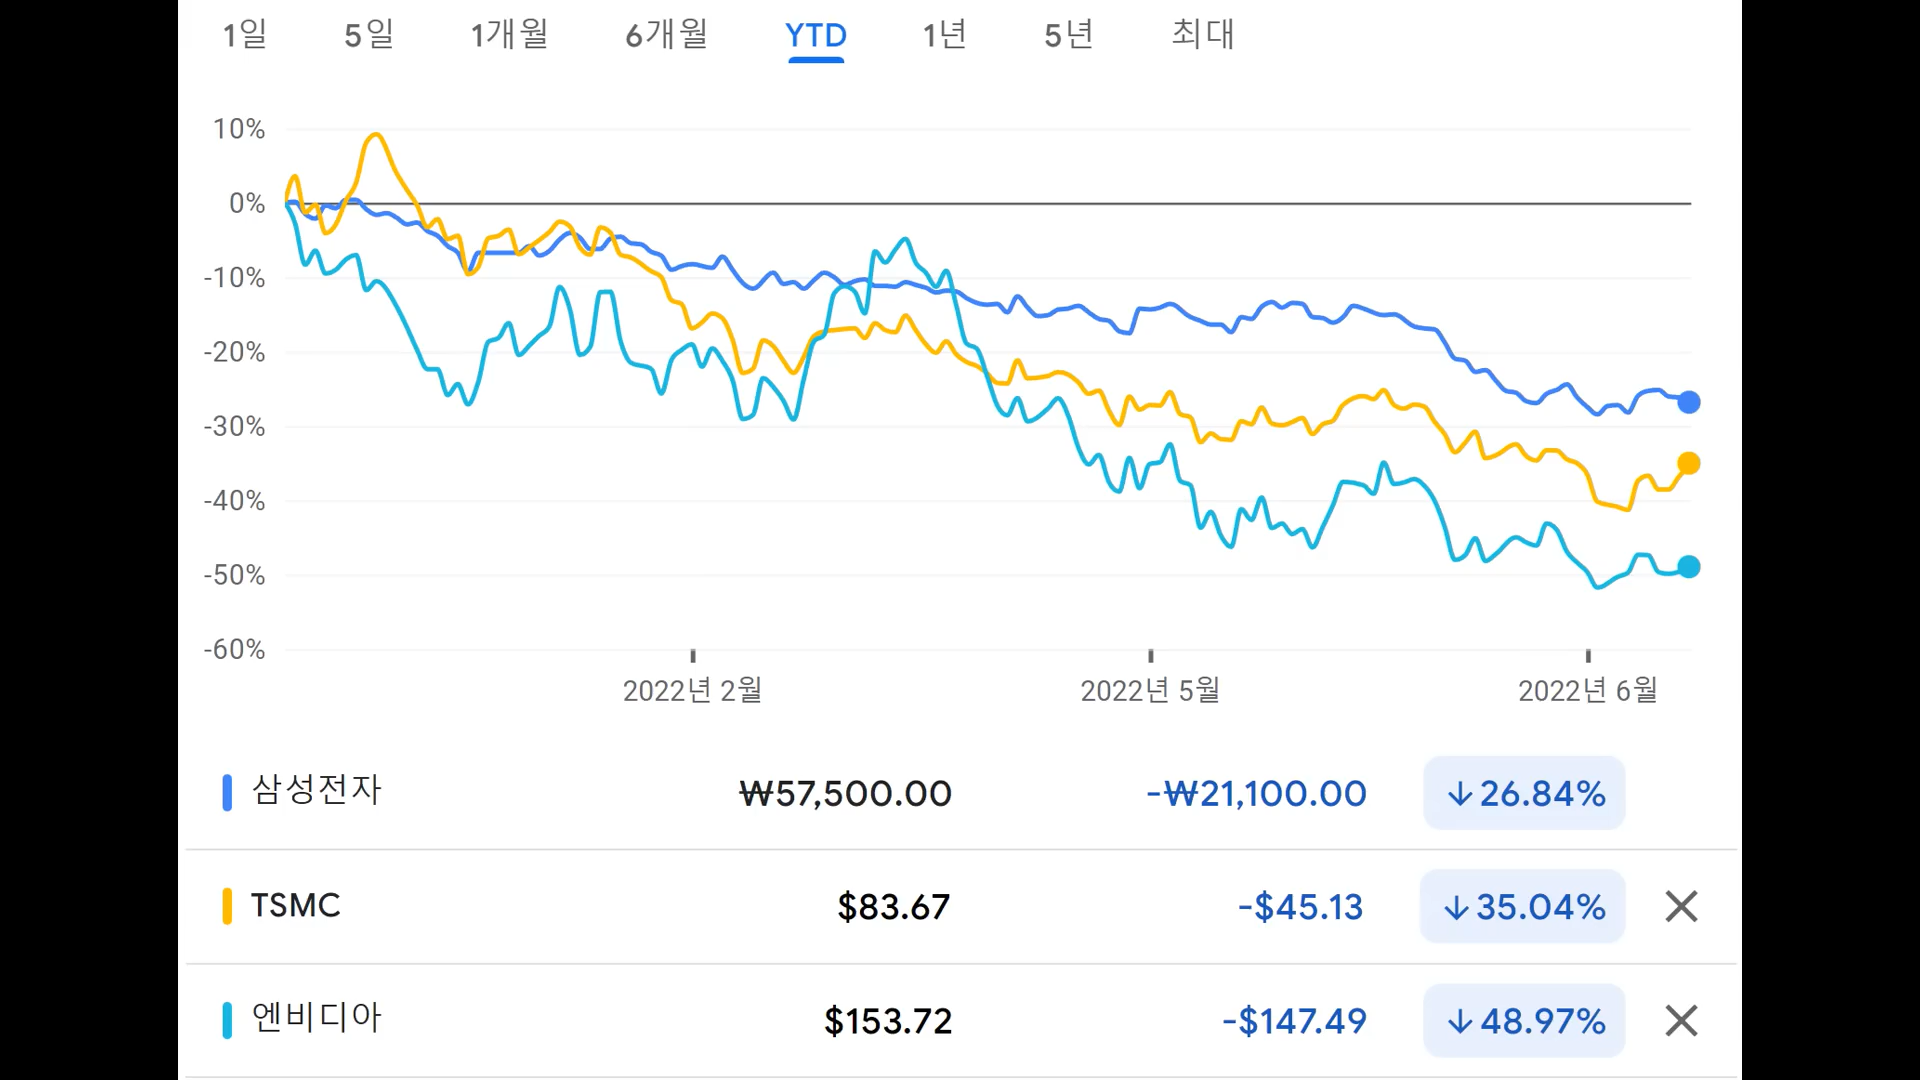 1일 5일 1개월 6개월 YTD 1년 5년 최대
10%
0%
-10%
-20%
-30%
-40%
-50%
-60%
2022년 2월 2022년 5월 2022년 6월
삼성전자 ₩57,500.00 -₩21,100.00 ↓26.84%
TSMC $83.67 -$45.13 ↓35.04% ×
엔비디아 $153.72 -$147.49 ↓48.97% ×